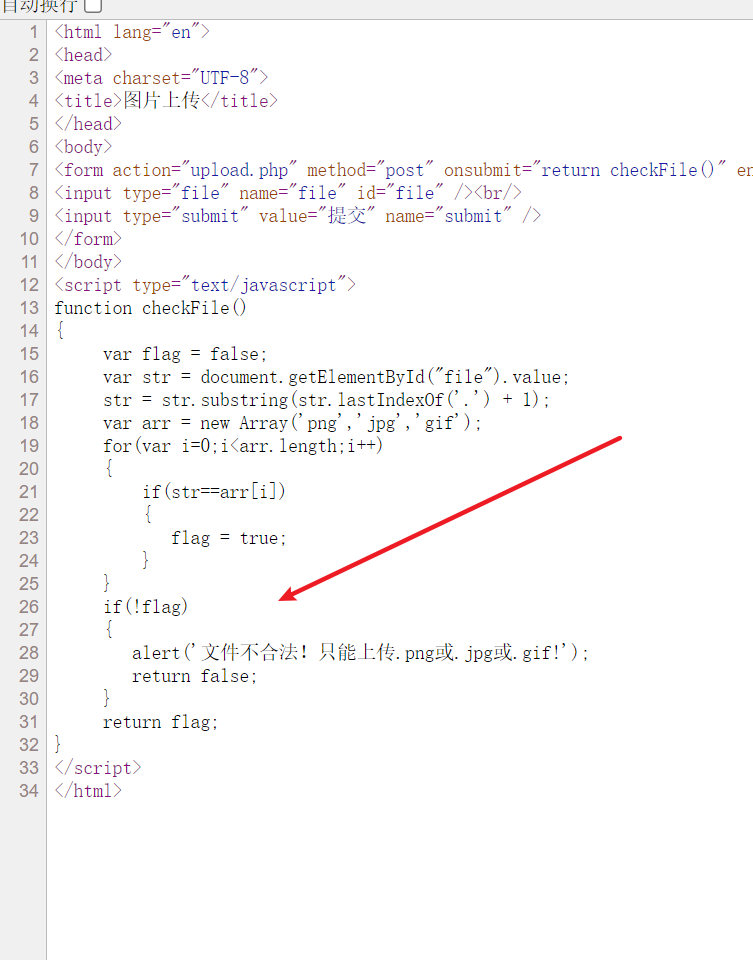 自动换行
1 <html lang="en">
2 <head>
3 <meta charset="UTF-8">
4 <title>图片上传</title>
5 </head>
6 <body>
7 <form action="upload.php" method="post" onsubmit="return checkFile()" en
8 <input type="file" name="file" id="file" /><br/>
9 <input type="submit" value="提交" name="submit" />
10 </form>
11 </body>
12 <script type="text/javascript">
13 function checkFile()
14 {
15 var flag = false;
16 var str = document.getElementById("file").value;
17 str = str.substring(str.lastIndexOf('.') + 1);
18 var arr = new Array('png','jpg','gif');
19 for(var i=0;i<arr.length;i++)
20 {
21 if(str==arr[i])
22 {
23 flag = true;
24 }
25 }
26 if(!flag)
27 {
28 alert('文件不合法！只能上传.png或.jpg或.gif!');
29 return false;
30 }
31 return flag;
32 }
33 </script>
34 </html>